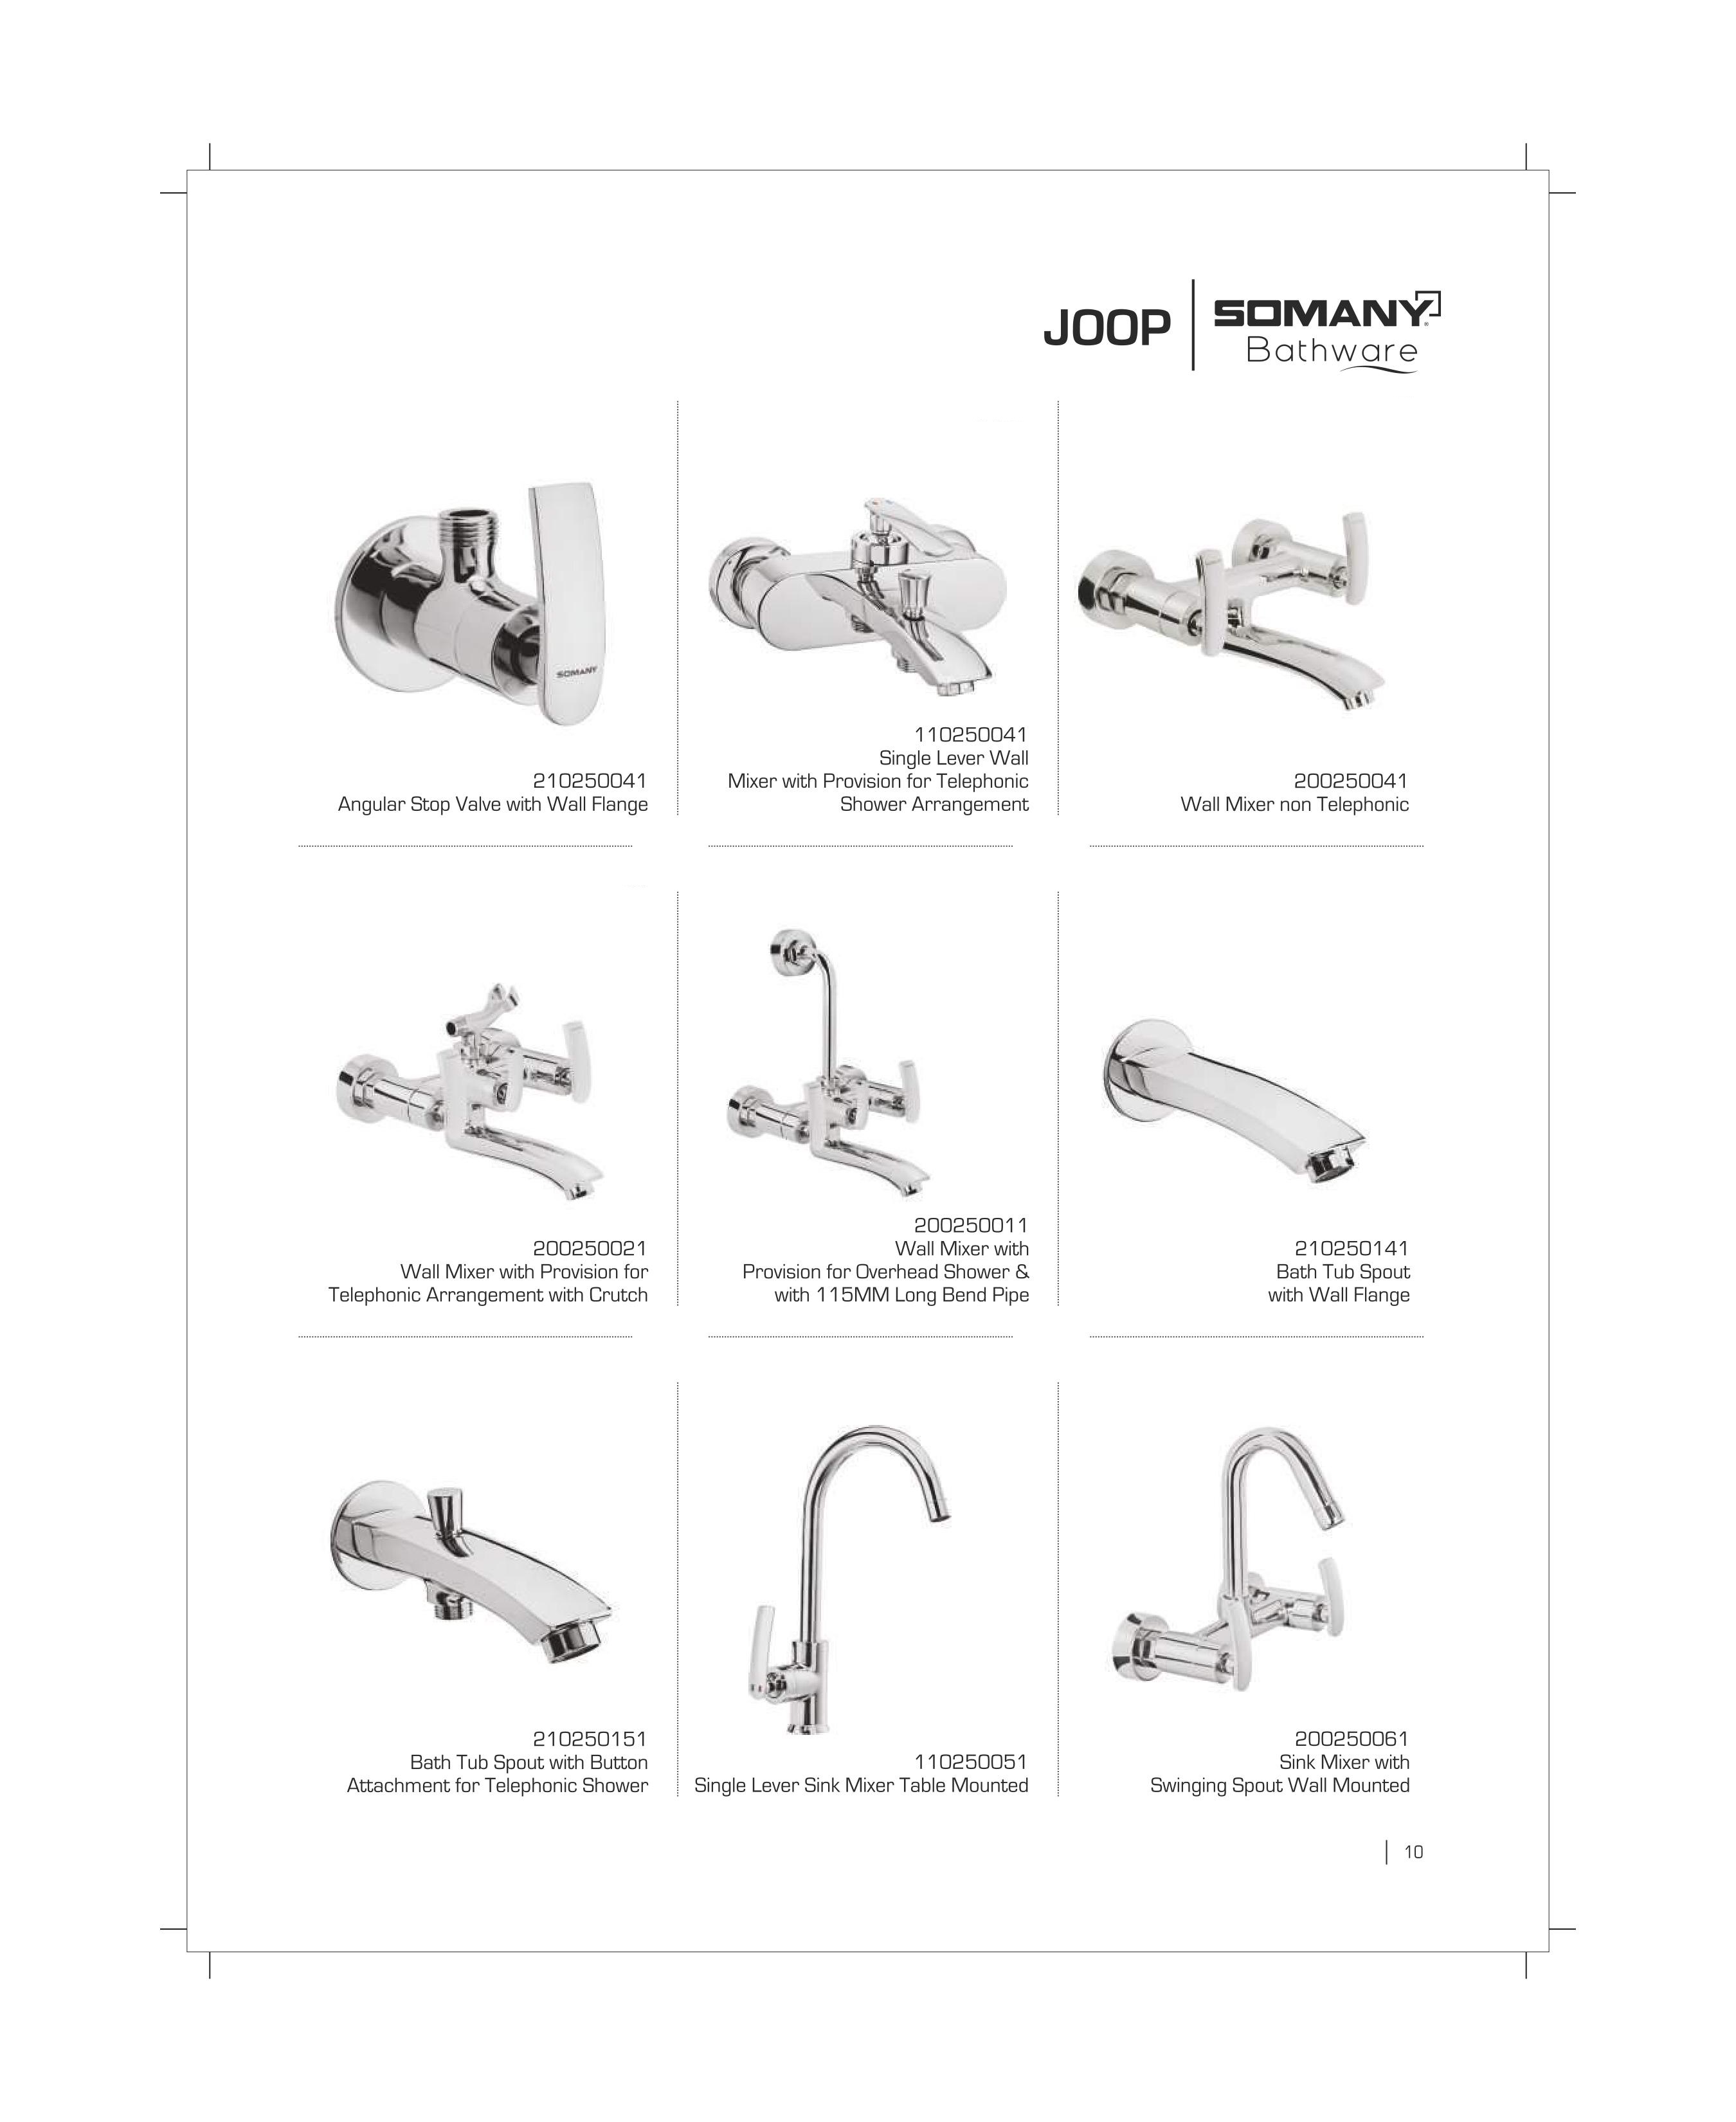 JOOP
SOMANY
Bathware
SOMANY
210250041
Angular Stop Valve with Wall Flange
110250041
Single Lever Wall
Mixer with Provision for Telephonic
Shower Arrangement
200250041
Wall Mixer non Telephonic
200250021
Wall Mixer with Provision for
Telephonic Arrangement with Crutch
200250011
Wall Mixer with
Provision for Overhead Shower &
with 115MM Long Bend Pipe
210250141
Bath Tub Spout
with Wall Flange
210250151
Bath Tub Spout with Button
Attachment for Telephonic Shower
110250051
Single Lever Sink Mixer Table Mounted
200250061
Sink Mixer with
Swinging Spout Wall Mounted
10